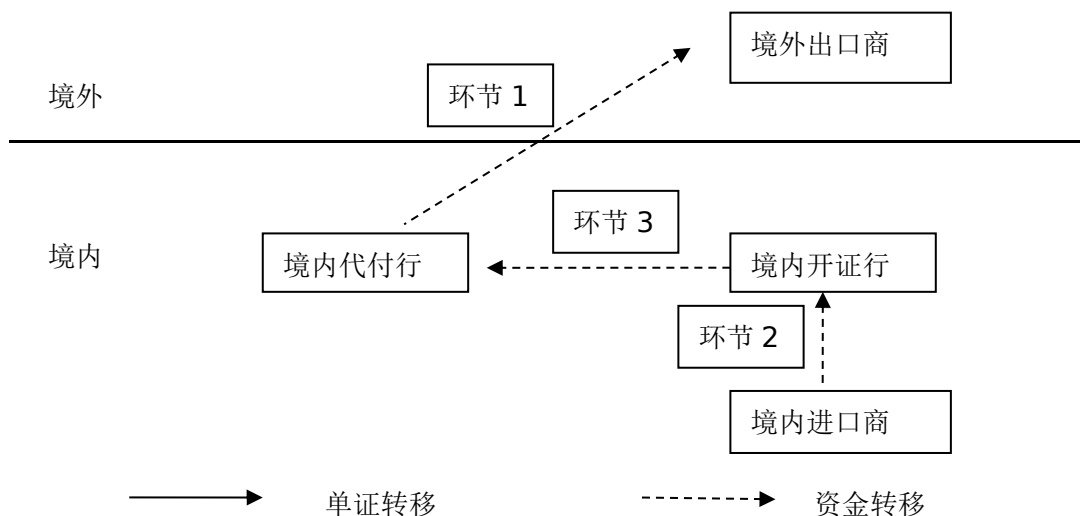 境外出口商
环节 1
境外
环节 3
境内
境内代付行
境内开证行
环节 2
境内进口商
单证转移
资金转移